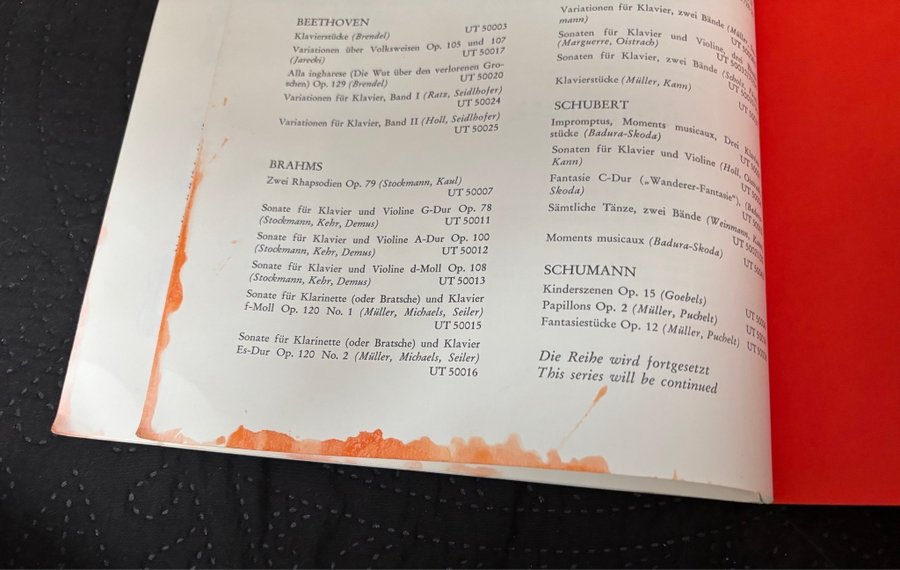 BEETHOVEN
Klavierstücke (Brendel)
UT 50003
Variationen über Volksweisen Op. 105 und 107
(Jarecki)
UT 50017
Alla ingharese (Die Wut über den verlorenen Gro-
schen) Op. 129 (Brendel)
UT 50020
Variationen für Klavier, Band I (Ratz, Seidlhofer)
UT 50024
Variationen für Klavier, Band II (Holl, Seidlhofer)
UT 50025
BRAHMS
Zwei Rhapsodien Op. 79 (Stockmann, Kaul)
UT 50007
Sonate für Klavier und Violine G-Dur Op. 78
(Stockmann, Kehr, Demus)
UT 50011
Sonate für Klavier und Violine A-Dur Op. 100
(Stockmann, Kehr, Demus)
UT 50012
Sonate für Klavier und Violine d-Moll Op. 108
(Stockmann, Kehr, Demus)
UT 50013
Sonate für Klarinette (oder Bratsche) und Klavier
f-Moll Op. 120 No. 1 (Müller, Michaels, Seiler)
UT 50015
Sonate für Klarinette (oder Bratsche) und Klavier
Es-Dur Op. 120 No. 2 (Müller, Michaels, Seiler)
UT 50016
Variationen für Klavier, zwei Bände (Müller,
mann)
Sonaten für Klavier und Violine, drei
(Marguerre, Oistrach)
Sonaten für Klavier, zwei Bände
Klavierstücke (Müller, Kann)
SCHUBERT
Impromptus, Moments musicaux, Drei
stücke (Badura-Skoda)
Sonaten für Klavier und Violine (Holl,
Kann)
Fantasie C-Dur („Wanderer-Fantasie“),
Skoda)
Sämtliche Tänze, zwei Bände (Weinmann,
Moments musicaux (Badura-Skoda)
SCHUMANN
Kinderszenen Op. 15 (Goebels)
Papillons Op. 2 (Müller, Puchelt)
Fantasiestücke Op. 12 (Müller, Puchelt)
Die Reihe wird fortgesetzt
This series will be continued